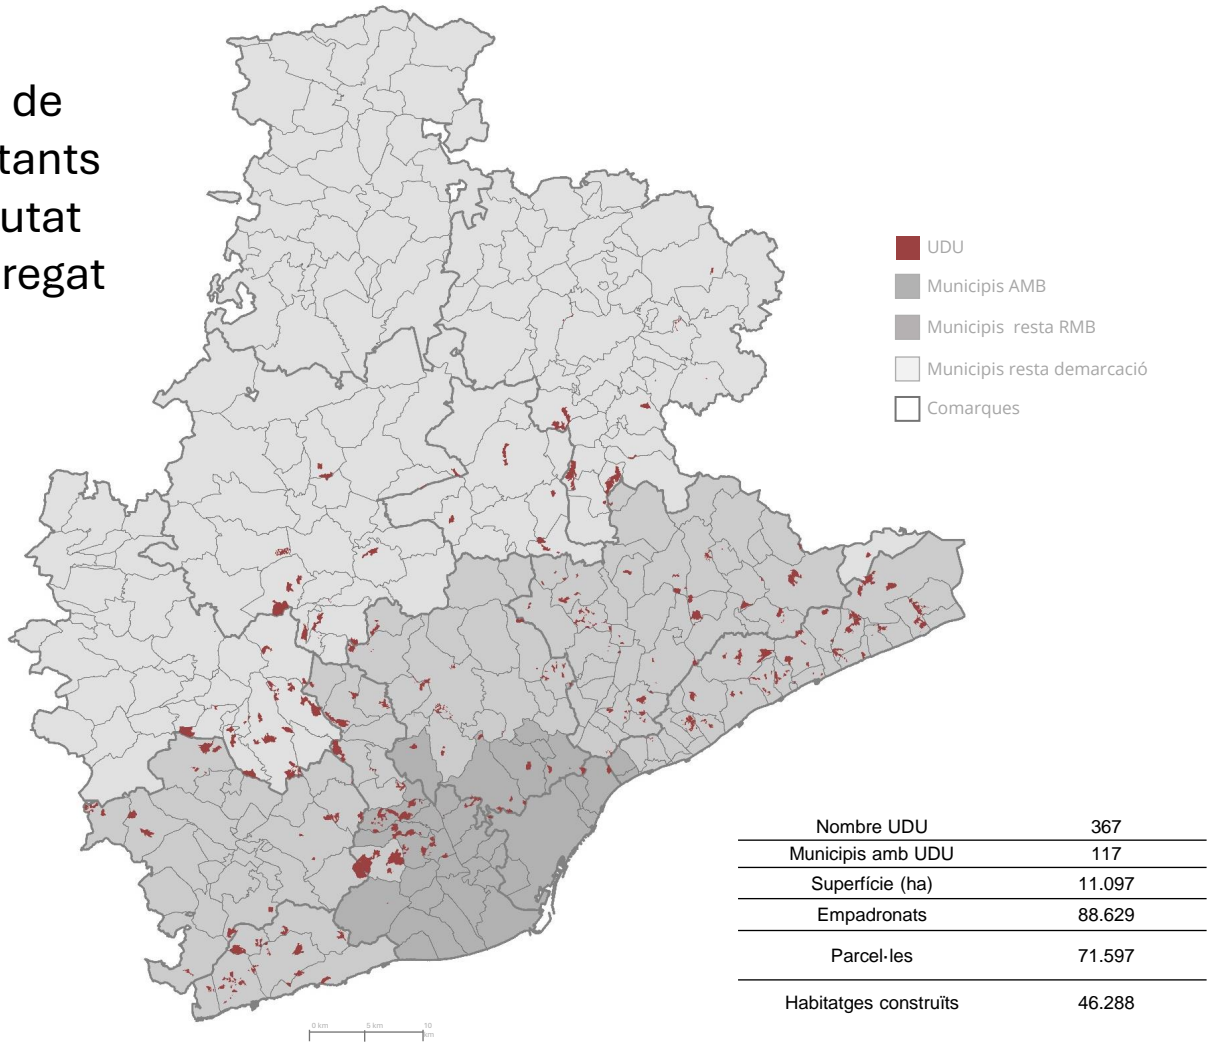 de
tants
utat
regat
UDU
Municipis AMB
Municipis resta RMB
Municipis resta demarcació
Comarques
Nombre UDU 367
Municipis amb UDU 117
Superfície (ha) 11.097
Empadronats 88.629
Parcel·les 71.597
Habitatges construïts 46.288
0 km 5 km 10
km